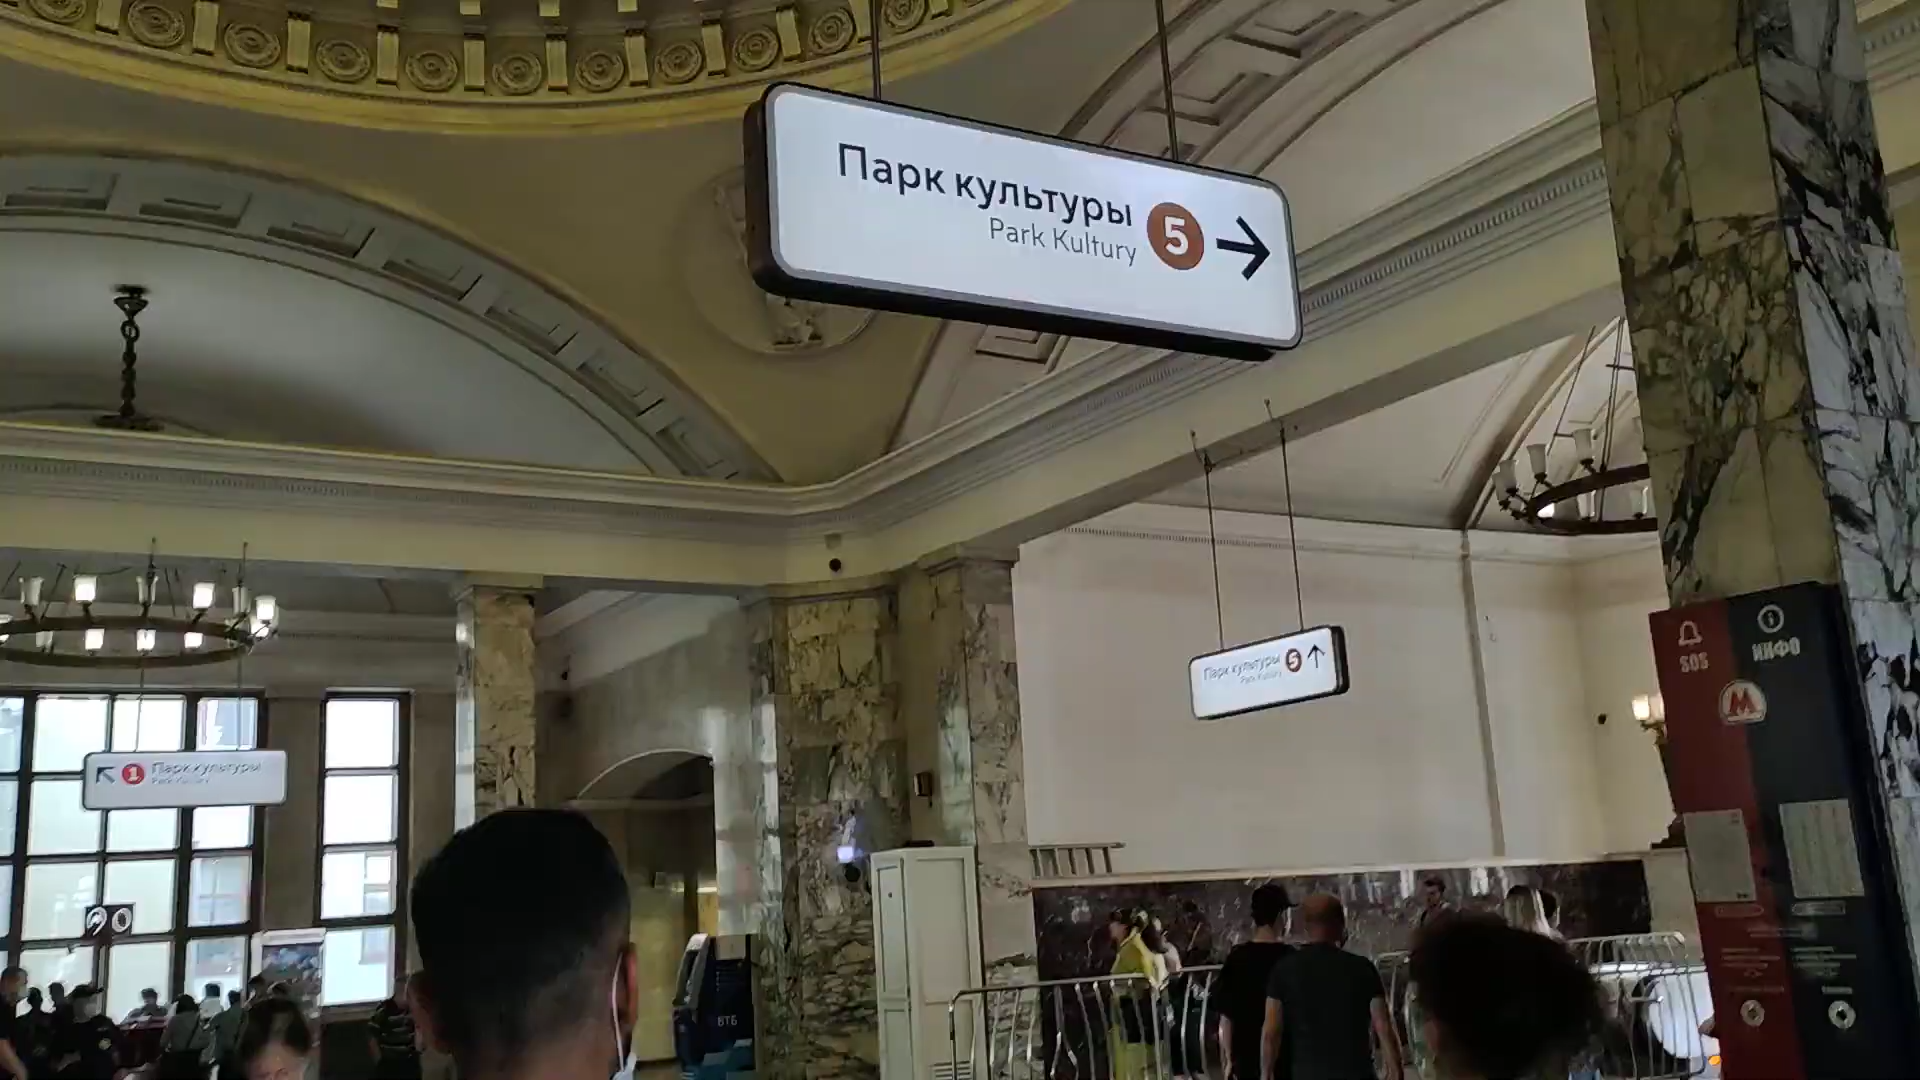 Парк культуры 5 →
Park Kultury
Парк культуры 5 ↑
Park Kultury
↖ 1 Парк культуры
Park Kultury
SOS
ИНФО
М
ВТБ